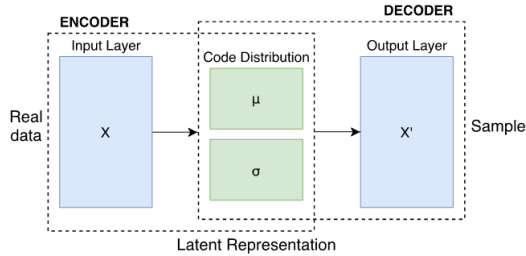 ENCODER
DECODER
Input Layer
Code Distribution
Output Layer
Real
data
X
μ
σ
X'
Sample
Latent Representation